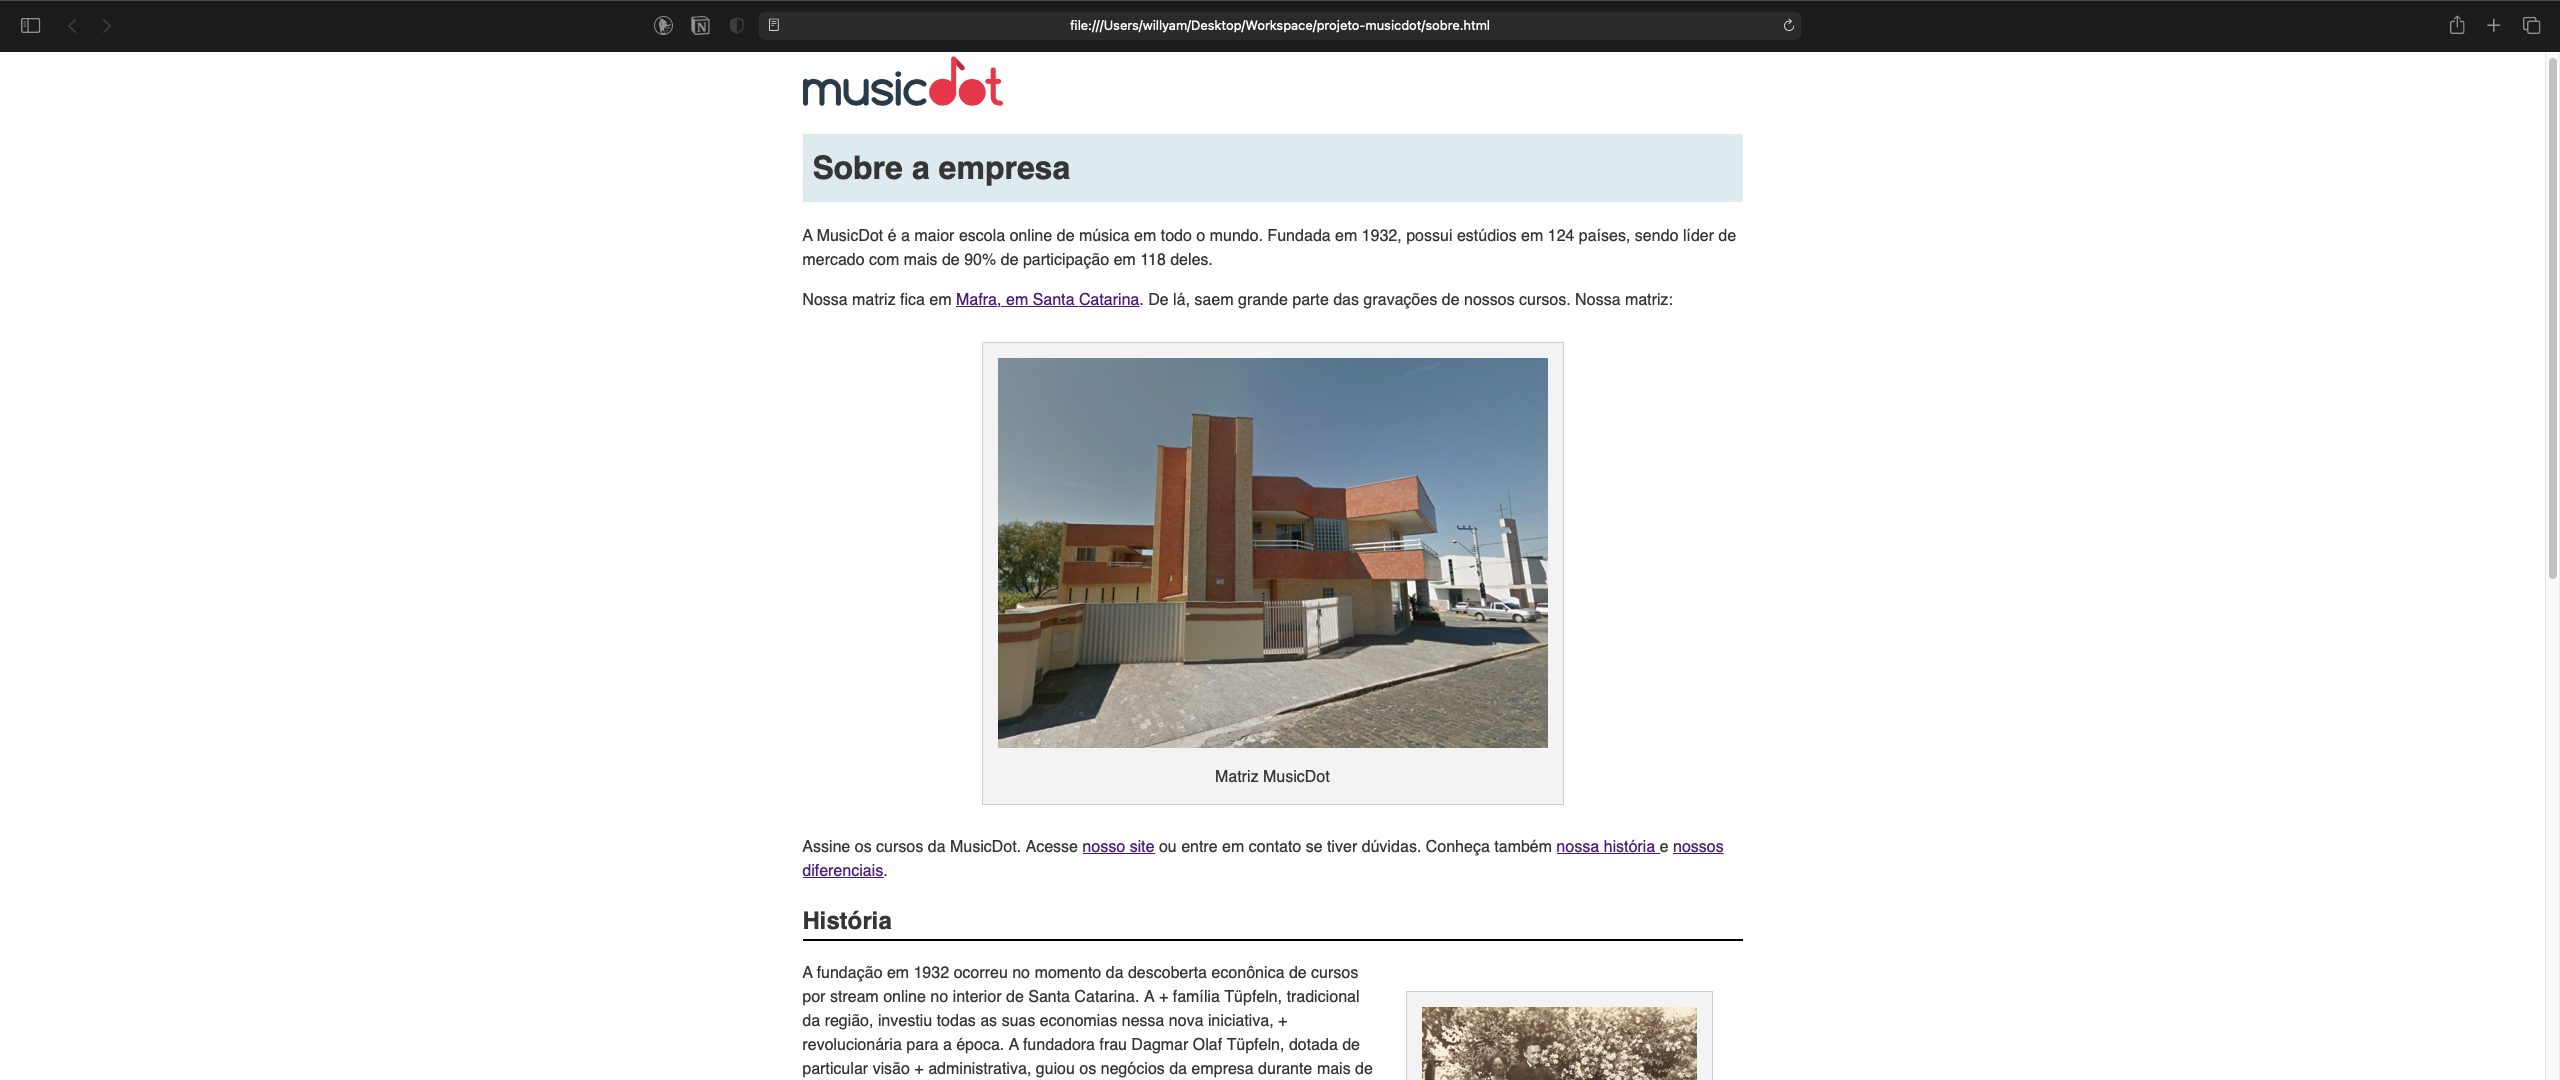 file:///Users/willyam/Desktop/Workspace/projeto-musicdot/sobre.html
musicdot
Sobre a empresa
A MusicDot é a maior escola online de música em todo o mundo. Fundada em 1932, possui estúdios em 124 países, sendo líder de
mercado com mais de 90% de participação em 118 deles.
Nossa matriz fica em Mafra, em Santa Catarina. De lá, saem grande parte das gravações de nossos cursos. Nossa matriz:
Matriz MusicDot
Assine os cursos da MusicDot. Acesse nosso site ou entre em contato se tiver dúvidas. Conheça também nossa história e nossos
diferenciais.
História
A fundação em 1932 ocorreu no momento da descoberta econônica de cursos
por stream online no interior de Santa Catarina. A + família Tüpfeln, tradicional
da região, investiu todas as suas economias nessa nova iniciativa, +
revolucionária para a época. A fundadora frau Dagmar Olaf Tüpfeln, dotada de
particular visão + administrativa, guiou os negócios da empresa durante mais de